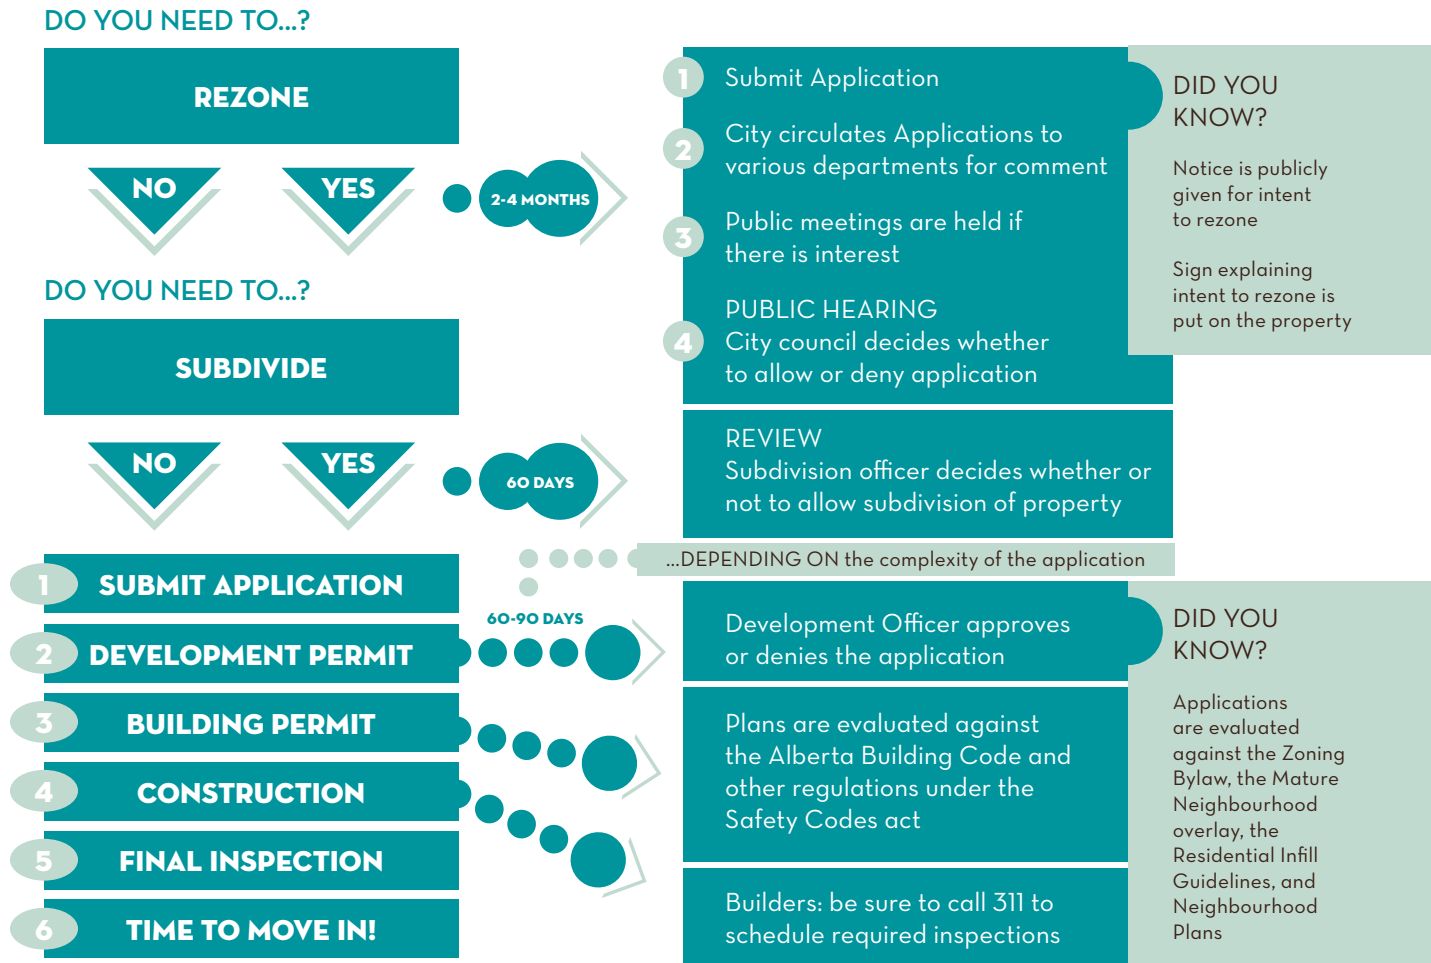 DO YOU NEED TO...?
REZONE
NO
YES
2-4 MONTHS
1
Submit Application
2
City circulates Applications to
various departments for comment
3
Public meetings are held if
there is interest
PUBLIC HEARING
4
City council decides whether
to allow or deny application
DID YOU
KNOW?
Notice is publicly
given for intent
to rezone
Sign explaining
intent to rezone is
put on the property
DO YOU NEED TO...?
SUBDIVIDE
NO
YES
60 DAYS
REVIEW
Subdivision officer decides whether or
not to allow subdivision of property
...DEPENDING ON the complexity of the application
1
SUBMIT APPLICATION
2
DEVELOPMENT PERMIT
60-90 DAYS
Development Officer approves
or denies the application
3
BUILDING PERMIT
Plans are evaluated against
the Alberta Building Code and
other regulations under the
Safety Codes act
4
CONSTRUCTION
Builders: be sure to call 311 to
schedule required inspections
5
FINAL INSPECTION
6
TIME TO MOVE IN!
DID YOU
KNOW?
Applications
are evaluated
against the Zoning
Bylaw, the Mature
Neighbourhood
overlay, the
Residential Infill
Guidelines, and
Neighbourhood
Plans